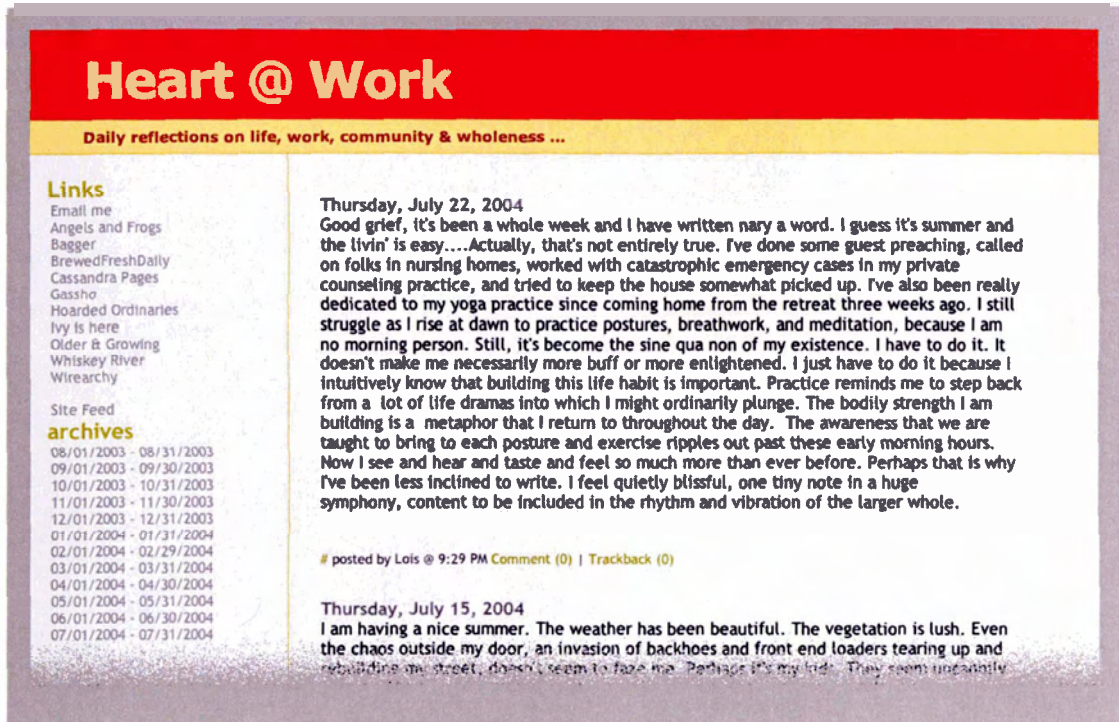 Heart @ Work
Daily reflections on life, work, community & wholeness ...
Links
Email me
Angels and Frogs
Bagger
BrewedFreshDaily
Cassandra Pages
Gassho
Hoarded Ordinaries
Ivy is here
Older & Growing
Whiskey River
Wirearchy
Site Feed
archives
08/01/2003 - 08/31/2003
09/01/2003 - 09/30/2003
10/01/2003 - 10/31/2003
11/01/2003 - 11/30/2003
12/01/2003 - 12/31/2003
01/01/2004 - 01/31/2004
02/01/2004 - 02/29/2004
03/01/2004 - 03/31/2004
04/01/2004 - 04/30/2004
05/01/2004 - 05/31/2004
06/01/2004 - 06/30/2004
07/01/2004 - 07/31/2004
Thursday, July 22, 2004
Good grief, it's been a whole week and I have written nary a word. I guess it's summer and
the livin' is easy....Actually, that's not entirely true. I've done some guest preaching, called
on folks in nursing homes, worked with catastrophic emergency cases in my private
counseling practice, and tried to keep the house somewhat picked up. I've also been really
dedicated to my yoga practice since coming home from the retreat three weeks ago. I still
struggle as I rise at dawn to practice postures, breathwork, and meditation, because I am
no morning person. Still, it's become the sine qua non of my existence. I have to do it. It
doesn't make me necessarily more buff or more enlightened. I just have to do it because I
intuitively know that building this life habit is important. Practice reminds me to step back
from a lot of life dramas into which I might ordinarily plunge. The bodily strength I am
building is a metaphor that I return to throughout the day. The awareness that we are
taught to bring to each posture and exercise ripples out past these early morning hours.
Now I see and hear and taste and feel so much more than ever before. Perhaps that is why
I've been less inclined to write. I feel quietly blissful, one tiny note in a huge
symphony, content to be included in the rhythm and vibration of the larger whole.
# posted by Lois @ 9:29 PM Comment (0) | Trackback (0)
Thursday, July 15, 2004
I am having a nice summer. The weather has been beautiful. The vegetation is lush. Even
the chaos outside my door, an invasion of backhoes and front end loaders tearing up and
rebuilding my street, doesn't seem to faze me. Perhaps it's my kids. They seem uncannily